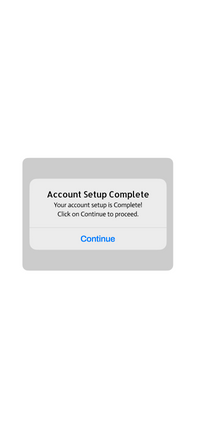 Account Setup Complete
Your account setup is Complete!
Click on Continue to proceed.
Continue